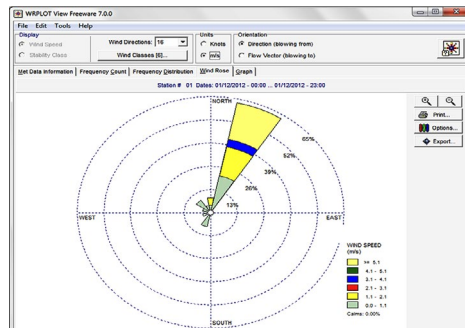 WRPLOT View Freeware 7.0.0
File Edit Tools Help
Display
Wind Speed
Stability Class
Wind Directions: 16
Wind Classes [6]...
Units
Knots
m/s
Orientation
Direction (blowing from)
Flow Vector (blowing to)
Met Data Information Frequency Count Frequency Distribution Wind Rose Graph
Station # 01 Dates: 01/12/2012 - 00:00 ... 01/12/2012 - 23:00
NORTH
65%
52%
39%
26%
13%
WEST
EAST
SOUTH
Print...
Options...
Export...
WIND SPEED
(m/s)
>= 5.1
4.1 - 5.1
3.1 - 4.1
2.1 - 3.1
1.1 - 2.1
0.0 - 1.1
Calms: 0.00%